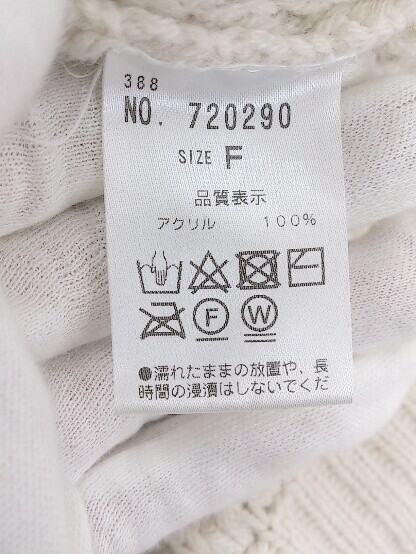 388
NO. 720290
SIZE F
品質表示
アクリル 100%
F W
●濡れたままの放置や、長
時間の浸漬はしないでくだ